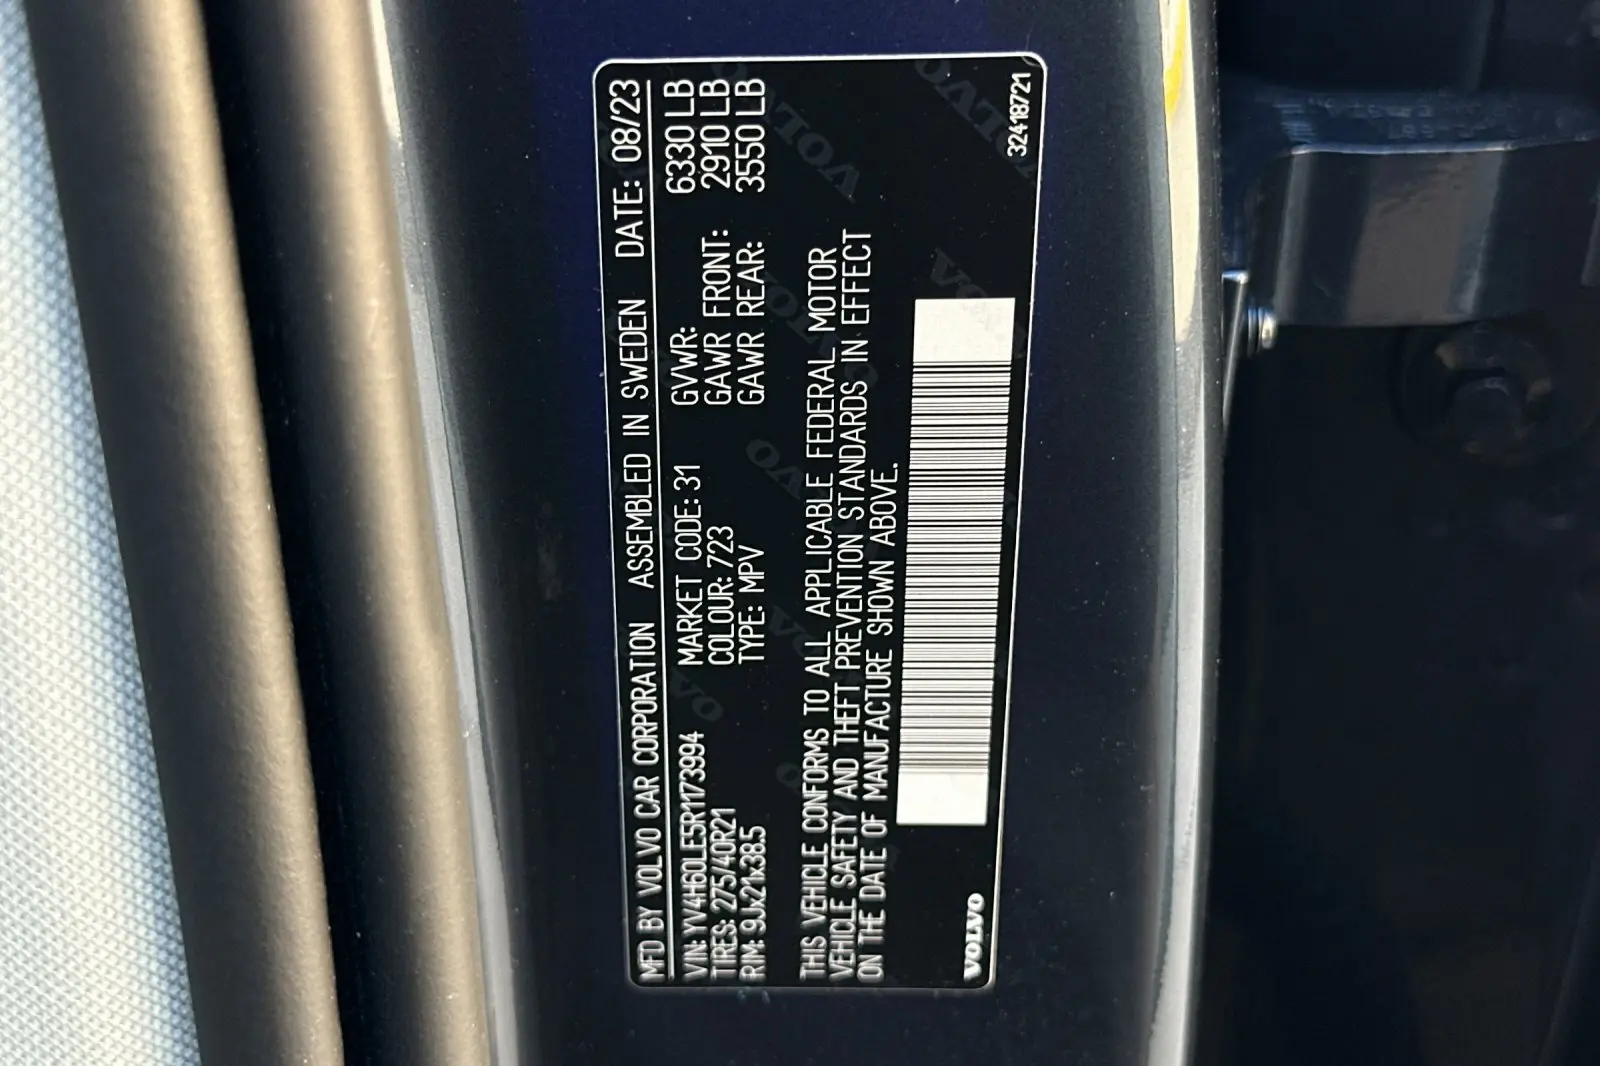 MFD BY VOLVO CAR CORPORATION ASSEMBLED IN SWEDEN DATE: 08/23
VIN: YV4H60LE5R1173994 MARKET CODE: 31 GVWR: 6330 LB
TIRES: 275/40R21 COLOUR: 723 GAWR FRONT: 2910 LB
RIM: 9Jx21x38.5 TYPE: MPV GAWR REAR: 3550 LB
THIS VEHICLE CONFORMS TO ALL APPLICABLE FEDERAL MOTOR
VEHICLE SAFETY AND THEFT PREVENTION STANDARDS IN EFFECT
ON THE DATE OF MANUFACTURE SHOWN ABOVE.
VOLVO 32418721